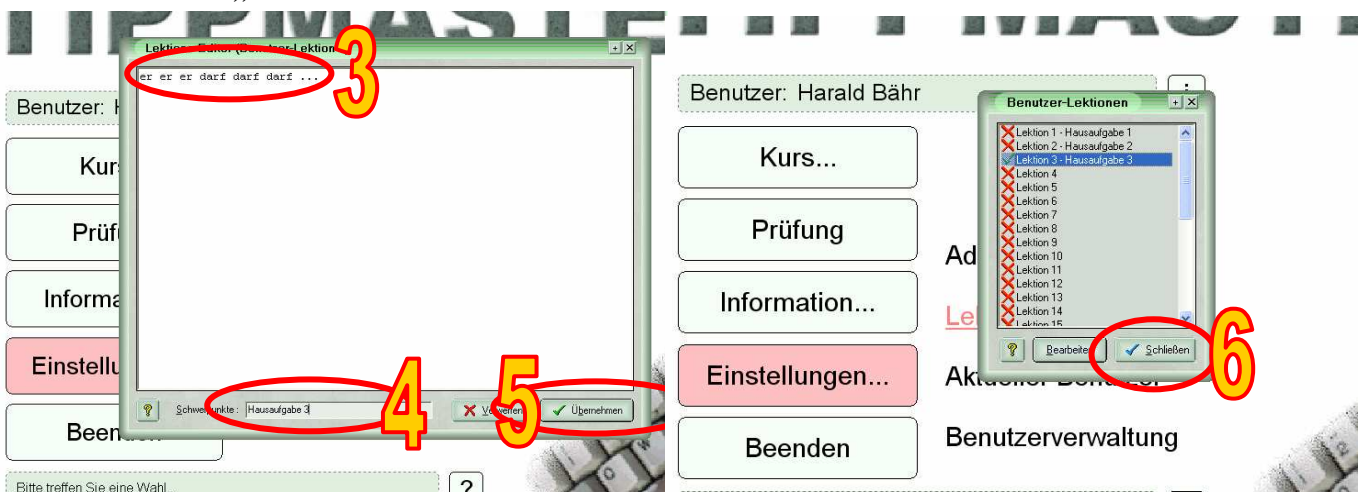 „
TIPPMASTE
Lektions-Editor (Benutzer-Lektion
er er er darf darf darf ...
3
Benutzer: H
Kurs
Prüfu
Informa
Einstellu
Beenden
Schwerpunkte: Hausaufgabe 3
4
Verwerfen
5
Übernehmen
Bitte treffen Sie eine Wahl...
?
TIPPMASTE
Benutzer: Harald Bähr
i
Kurs...
Prüfung
Information...
Einstellungen...
Beenden
Ad
Le
Aktueller Benutzer
Benutzerverwaltung
Benutzer-Lektionen
Lektion 1 - Hausaufgabe 1
Lektion 2 - Hausaufgabe 2
Lektion 3 - Hausaufgabe 3
Lektion 4
Lektion 5
Lektion 6
Lektion 7
Lektion 8
Lektion 9
Lektion 10
Lektion 11
Lektion 12
Lektion 13
Lektion 14
Lektion 15
?
Bearbeiten
Schließen
6